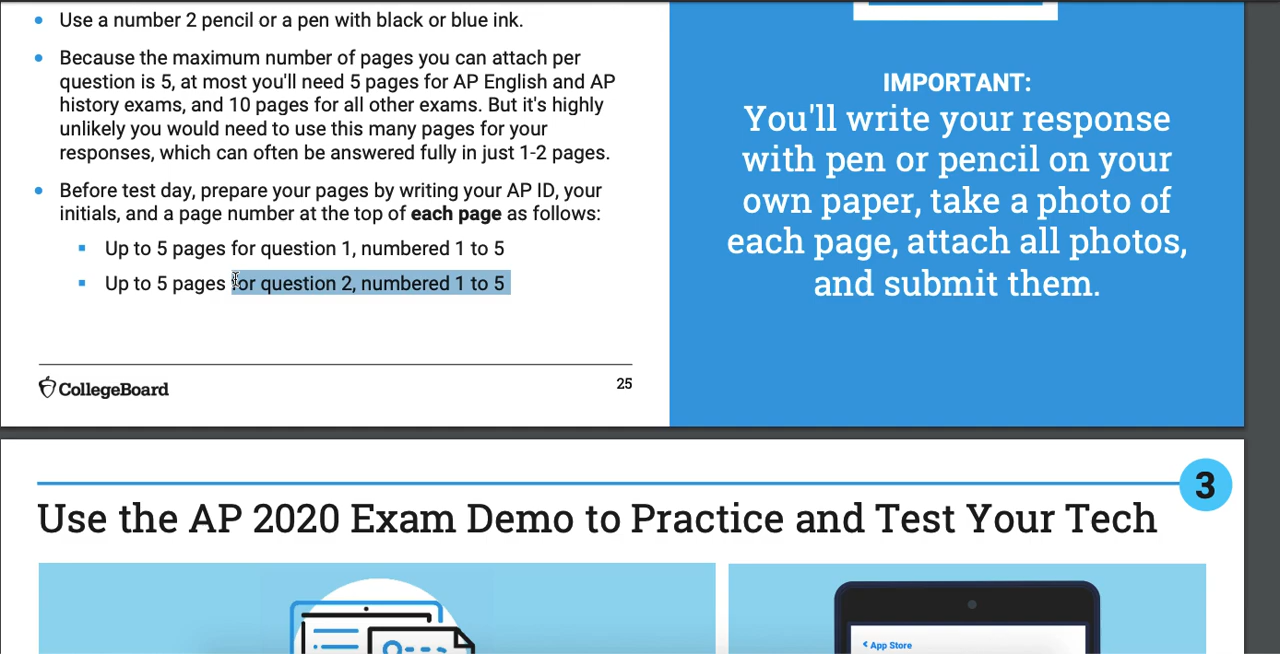 Use a number 2 pencil or a pen with black or blue ink.
Because the maximum number of pages you can attach per
question is 5, at most you'll need 5 pages for AP English and AP
history exams, and 10 pages for all other exams. But it's highly
unlikely you would need to use this many pages for your
responses, which can often be answered fully in just 1-2 pages.
Before test day, prepare your pages by writing your AP ID, your
initials, and a page number at the top of each page as follows:
Up to 5 pages for question 1, numbered 1 to 5
Up to 5 pages for question 2, numbered 1 to 5
CollegeBoard
25
IMPORTANT:
You'll write your response
with pen or pencil on your
own paper, take a photo of
each page, attach all photos,
and submit them.
3
Use the AP 2020 Exam Demo to Practice and Test Your Tech
App Store